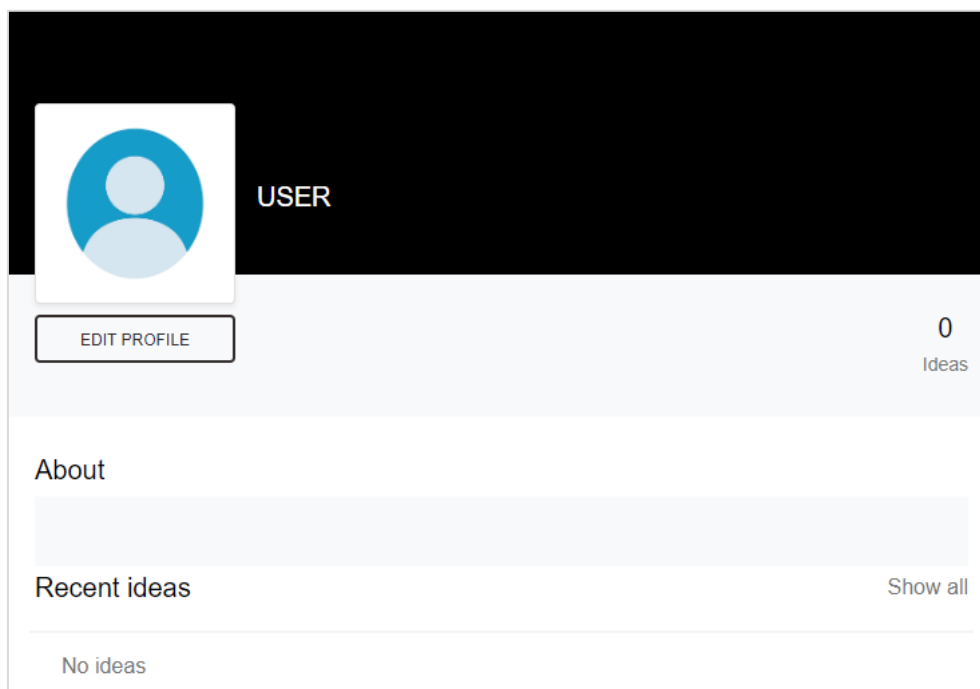 USER
EDIT PROFILE
0
Ideas
About
Recent ideas
Show all
No ideas